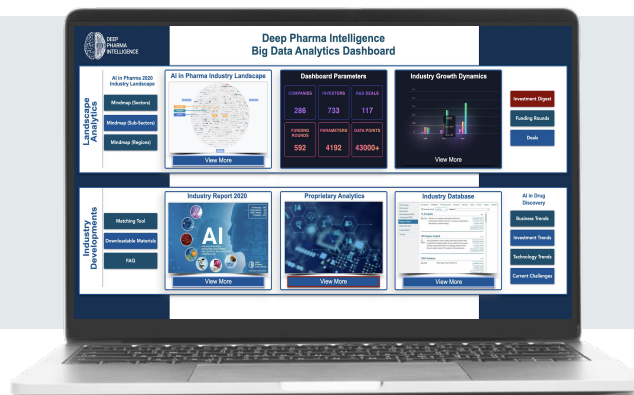 DEEP
PHARMA
INTELLIGENCE
Deep Pharma Intelligence
Big Data Analytics Dashboard
Landscape
Analytics
AI in Pharma 2020
Industry Landscape
Mindmap (Sectors)
Mindmap (Sub-Sectors)
Mindmap (Regions)
AI in Pharma Industry Landscape
View More
Dashboard Parameters
COMPANIES
INVESTORS
R&D DEALS
286
733
117
FUNDING
ROUNDS
PARAMETERS
DATA POINTS
592
4192
43000+
Industry Growth Dynamics
View More
Investment Digest
Funding Rounds
Deals
Industry
Developments
Matching Tool
Downloadable Materials
FAQ
Industry Report 2020
AI
View More
Proprietary Analytics
View More
Industry Database
View More
AI in Drug
Discovery
Business Trends
Investment Trends
Technology Trends
Current Challenges